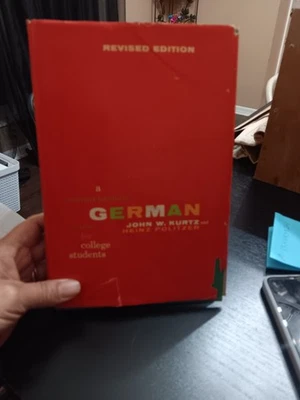 REVISED EDITION
a
GERMAN
JOHN W. KURTZ AND
HEINZ POLITZER
for
college
students